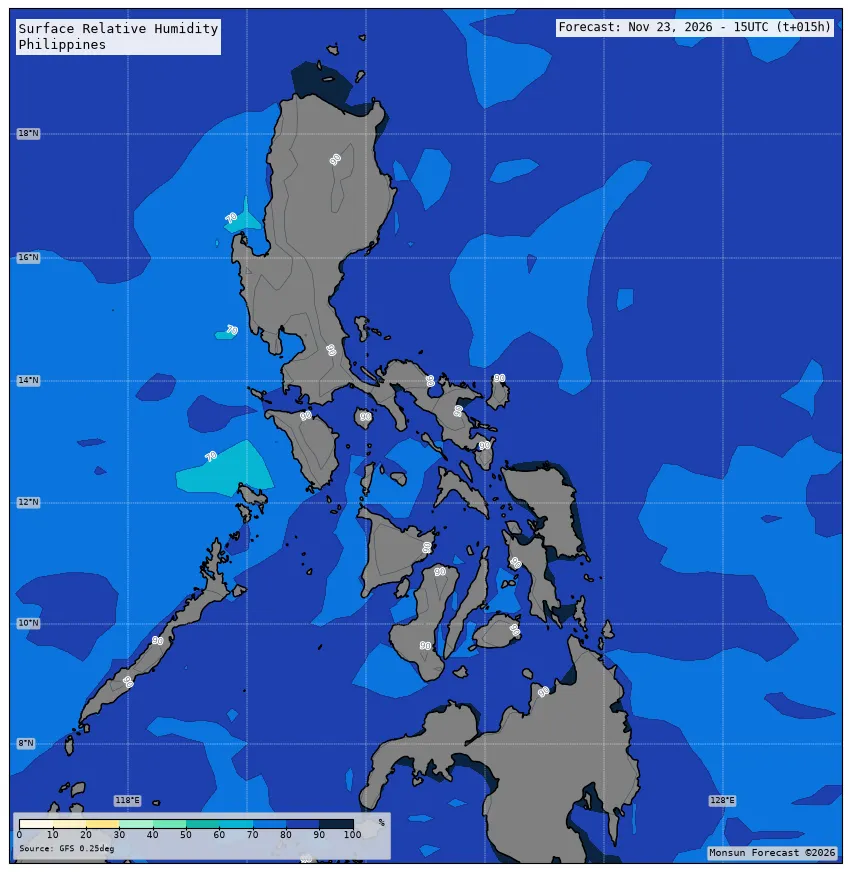 Surface Relative Humidity
Philippines
Forecast: Nov 23, 2026 - 15UTC (t+015h)
18°N
90
70
16°N
70
90
14°N
90
90
90
90
90
90
70
12°N
90
90
90
10°N
90
90
90
90
90
8°N
118°E
128°E
%
0 10 20 30 40 50 60 70 80 90 100
Source: GFS 0.25deg
Monsun Forecast ©2026